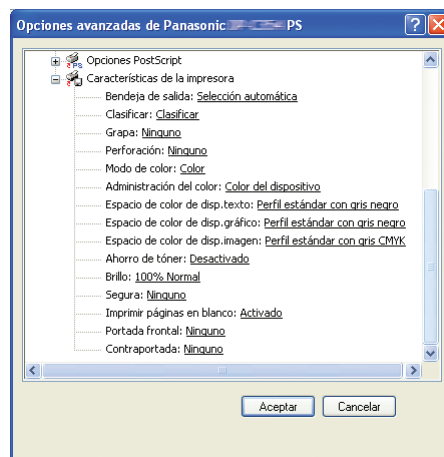 Opciones avanzadas de Panasonic PS
Opciones PostScript
Características de la impresora
Bendeja de salida: Selección automática
Clasificar: Clasificar
Grapa: Ninguno
Perforación: Ninguno
Modo de color: Color
Administración del color: Color del dispositivo
Espacio de color de disp.texto: Perfil estándar con gris negro
Espacio de color de disp.gráfico: Perfil estándar con gris negro
Espacio de color de disp.imagen: Perfil estándar con gris CMYK
Ahorro de tóner: Desactivado
Brillo: 100% Normal
Segura: Ninguno
Imprimir páginas en blanco: Activado
Portada frontal: Ninguno
Contraportada: Ninguno
Aceptar Cancelar